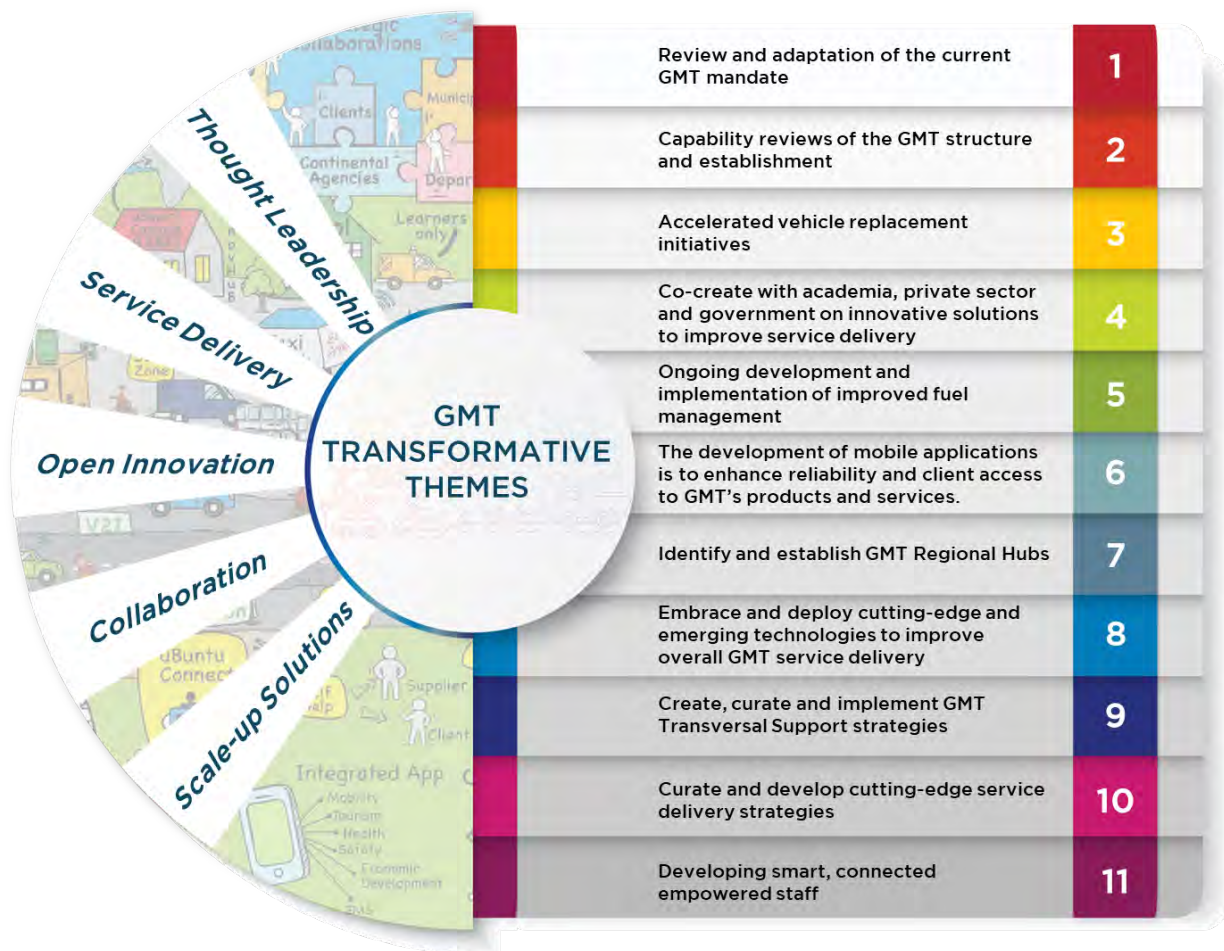 Collaborations
Clients
Continental
Agencies
Learners
only
Zone
V2I
uBuntu
Supplier
Client
Integrated App
Mobility
Tourism
Health
Safety
Economic
Development
Thought Leadership
Service Delivery
Open Innovation
Collaboration
Scale-up Solutions
GMT
TRANSFORMATIVE
THEMES
Review and adaptation of the current
GMT mandate
1
Capability reviews of the GMT structure
and establishment
2
Accelerated vehicle replacement
initiatives
3
Co-create with academia, private sector
and government on innovative solutions
to improve service delivery
4
Ongoing development and
implementation of improved fuel
management
5
The development of mobile applications
is to enhance reliability and client access
to GMT's products and services.
6
Identify and establish GMT Regional Hubs
7
Embrace and deploy cutting-edge and
emerging technologies to improve
overall GMT service delivery
8
Create, curate and implement GMT
Transversal Support strategies
9
Curate and develop cutting-edge service
delivery strategies
10
Developing smart, connected
empowered staff
11